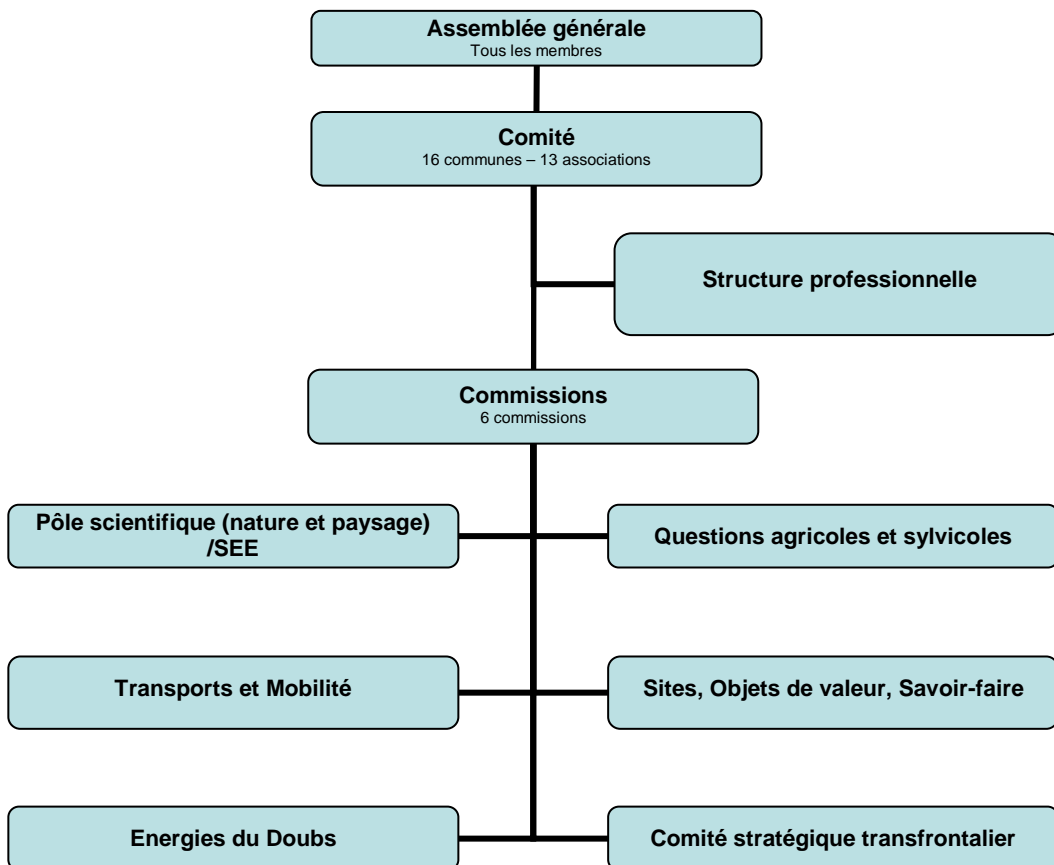 Assemblée générale
Tous les membres
Comité
16 communes – 13 associations
Structure professionnelle
Commissions
6 commissions
Pôle scientifique (nature et paysage)
/SEE
Questions agricoles et sylvicoles
Transports et Mobilité
Sites, Objets de valeur, Savoir-faire
Energies du Doubs
Comité stratégique transfrontalier